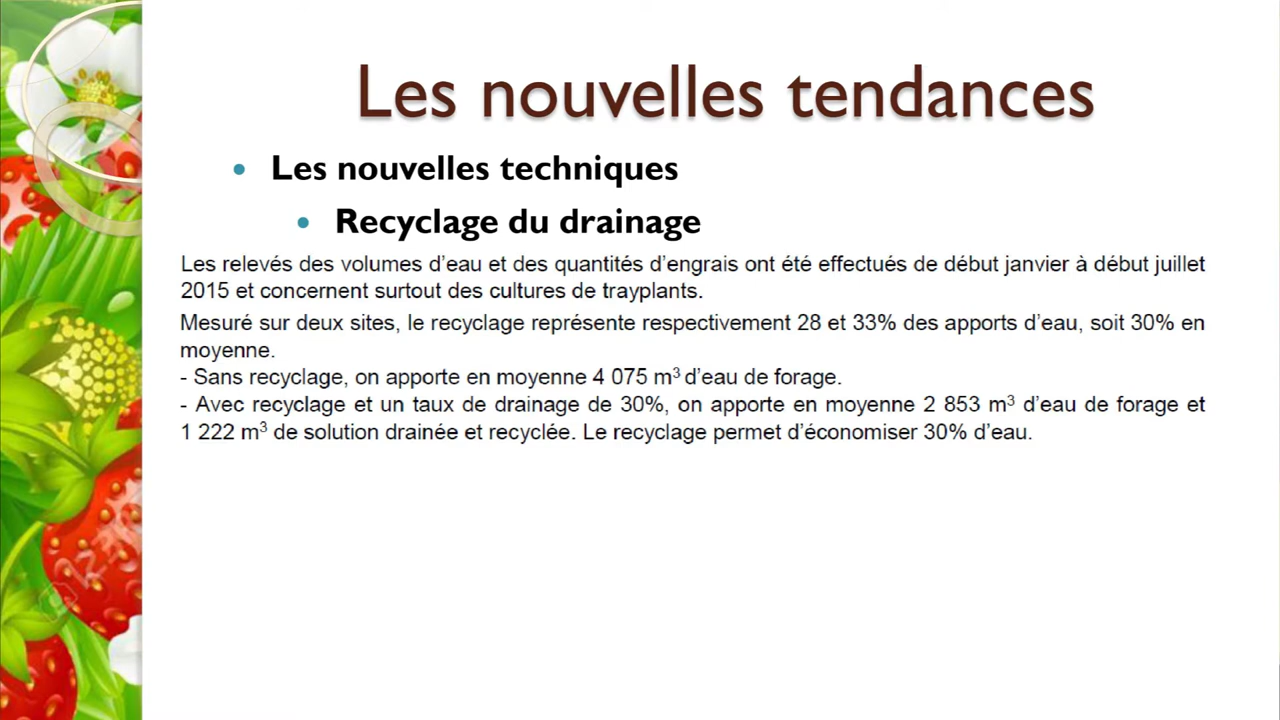 Les nouvelles tendances
Les nouvelles techniques
Recyclage du drainage
Les relevés des volumes d’eau et des quantités d’engrais ont été effectués de début janvier à début juillet
2015 et concernent surtout des cultures de trayplants.
Mesuré sur deux sites, le recyclage représente respectivement 28 et 33% des apports d’eau, soit 30% en
moyenne.
- Sans recyclage, on apporte en moyenne 4 075 m³ d’eau de forage.
- Avec recyclage et un taux de drainage de 30%, on apporte en moyenne 2 853 m³ d’eau de forage et
1 222 m³ de solution drainée et recyclée. Le recyclage permet d’économiser 30% d’eau.